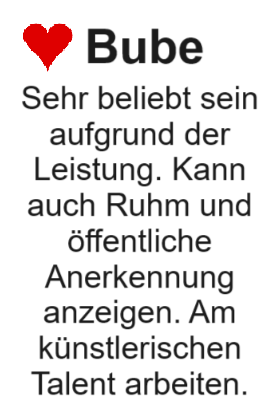 Bube
Sehr beliebt sein
aufgrund der
Leistung. Kann
auch Ruhm und
öffentliche
Anerkennung
anzeigen. Am
künstlerischen
Talent arbeiten.